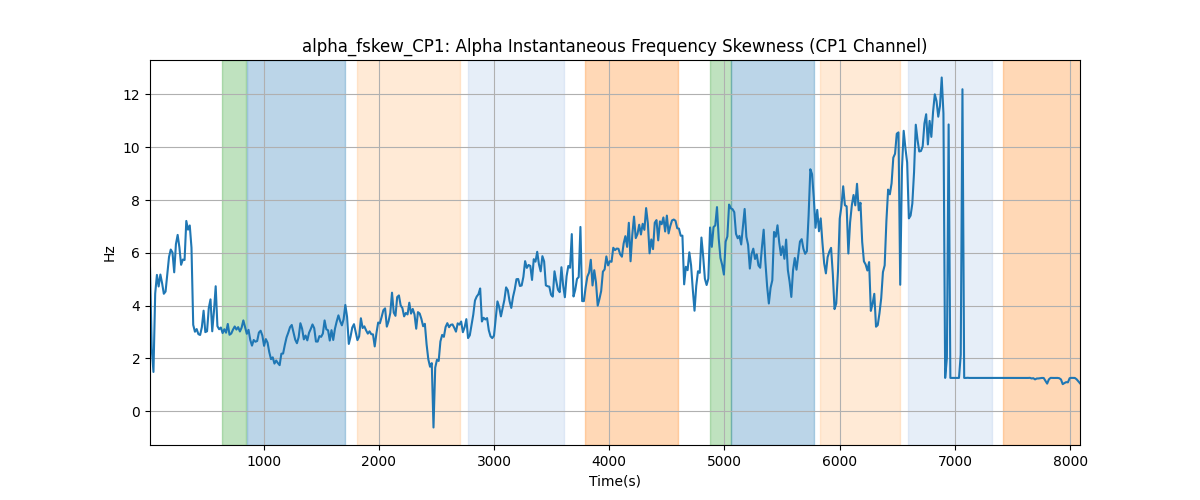 alpha_fskew_CP1: Alpha Instantaneous Frequency Skewness (CP1 Channel)
12
10
8
6
4
2
0
Hz
1000 2000 3000 4000 5000 6000 7000 8000
Time(s)